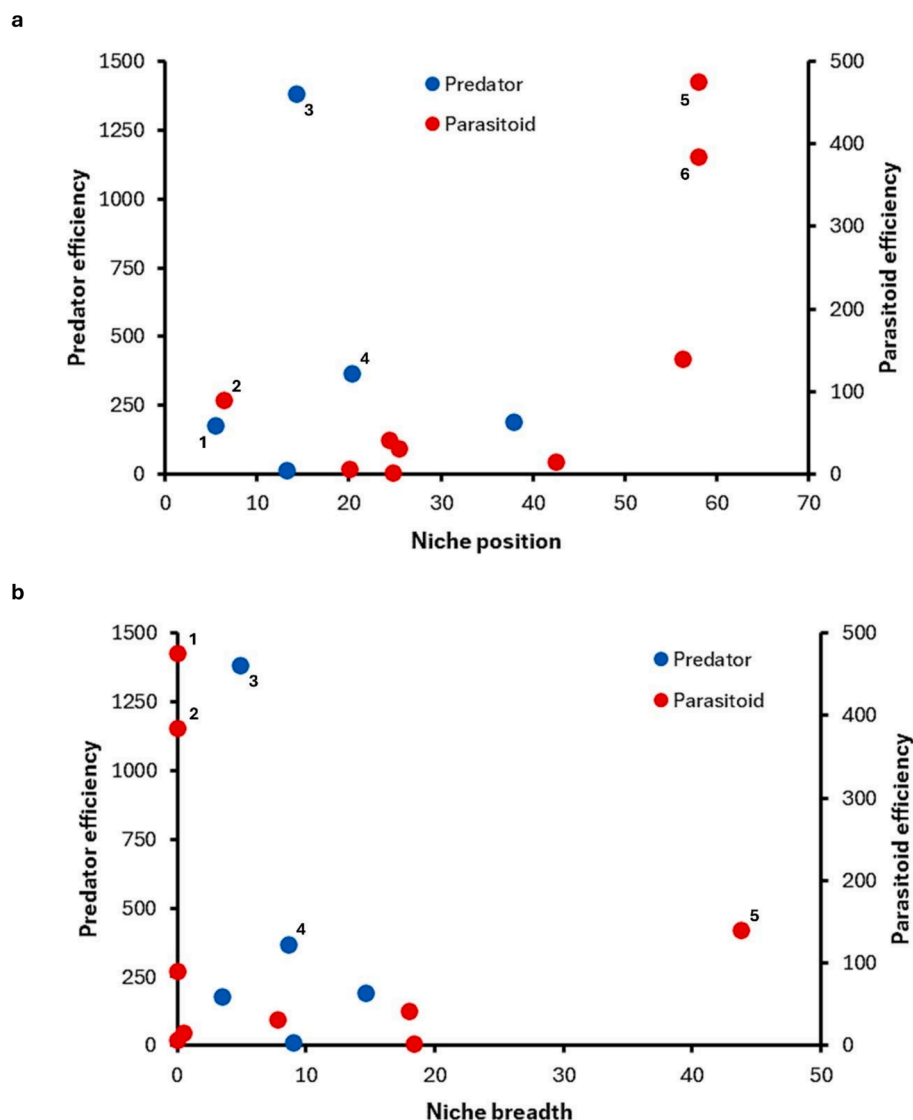 a
1500
1250
1000
750
500
250
0
500
400
300
200
100
0
0 10 20 30 40 50 60 70
Predator efficiency
Parasitoid efficiency
Niche position
Predator
Parasitoid
3
5
6
4
2
1
b
1500
1250
1000
750
500
250
0
500
400
300
200
100
0
0 10 20 30 40 50
Predator efficiency
Parasitoid efficiency
Niche breadth
Predator
Parasitoid
1
3
2
4
5